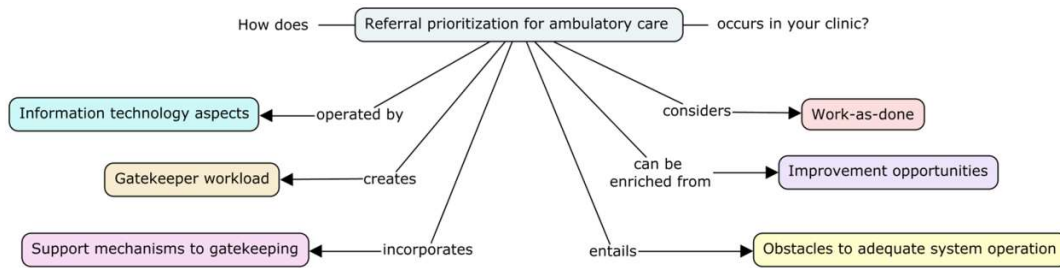 How does
Referral prioritization for ambulatory care
occurs in your clinic?
Information technology aspects
operated by
considers
Work-as-done
Gatekeeper workload
creates
can be
enriched from
Improvement opportunities
Support mechanisms to gatekeeping
incorporates
entails
Obstacles to adequate system operation